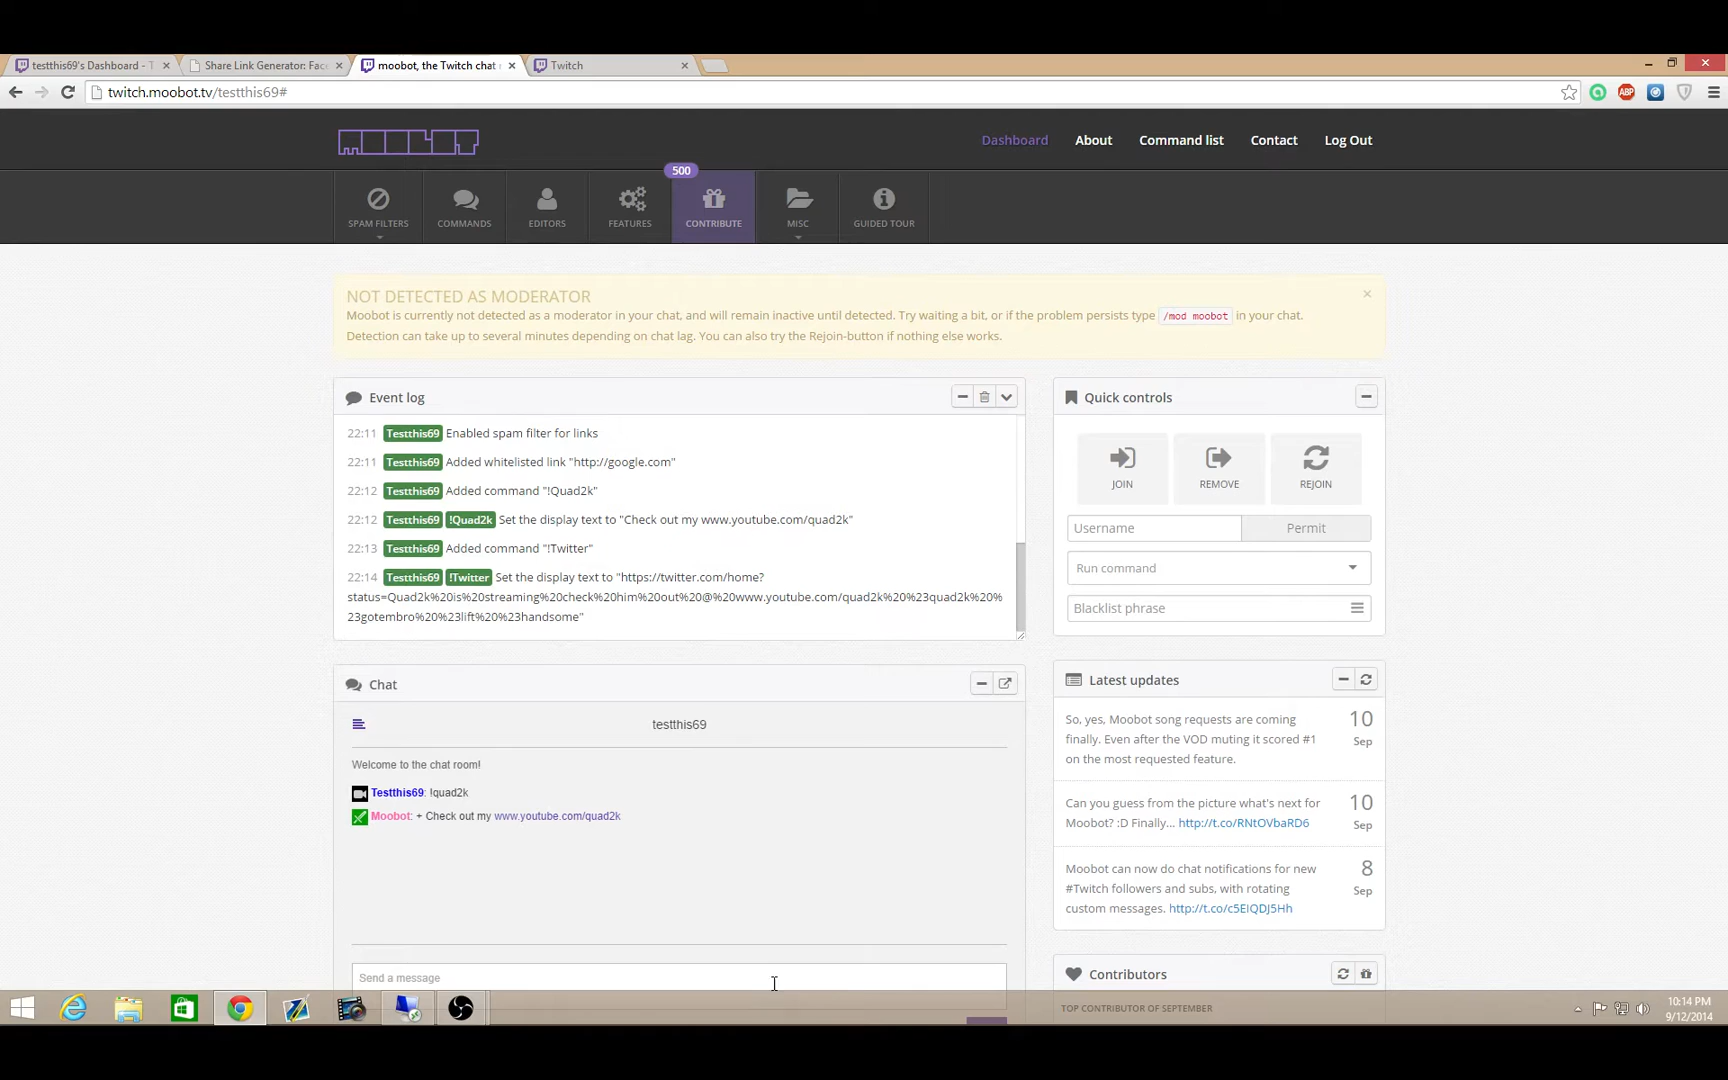 testthis69's Dashboard - T
Share Link Generator: Fac
moobot, the Twitch chat
Twitch
twitch.moobot.tv/testthis69#
ABP
moobot
Dashboard
About
Command list
Contact
Log Out
500
SPAM FILTERS
COMMANDS
EDITORS
FEATURES
CONTRIBUTE
MISC
GUIDED TOUR
NOT DETECTED AS MODERATOR
Moobot is currently not detected as a moderator in your chat, and will remain inactive until detected. Try waiting a bit, or if the problem persists type /mod moobot in your chat.
Detection can take up to several minutes depending on chat lag. You can also try the Rejoin-button if nothing else works.
Event log
22:11 Testthis69 Enabled spam filter for links
22:11 Testthis69 Added whitelisted link "http://google.com"
22:12 Testthis69 Added command "!Quad2k"
22:12 Testthis69 !Quad2k Set the display text to "Check out my www.youtube.com/quad2k"
22:13 Testthis69 Added command "!Twitter"
22:14 Testthis69 !Twitter Set the display text to "https://twitter.com/home?
status=Quad2k%20is%20streaming%20check%20him%20out%20@%20www.youtube.com/quad2k%20%23quad2k%20%
23gotembro%20%23lift%20%23handsome"
Quick controls
JOIN
REMOVE
REJOIN
Username
Permit
Run command
Blacklist phrase
Chat
testthis69
Welcome to the chat room!
Testthis69: !quad2k
Moobot: + Check out my www.youtube.com/quad2k
Send a message
Latest updates
So, yes, Moobot song requests are coming
finally. Even after the VOD muting it scored #1
on the most requested feature.
10
Sep
Can you guess from the picture what's next for
Moobot? :D Finally... http://t.co/RNtOVbaRD6
10
Sep
Moobot can now do chat notifications for new
#Twitch followers and subs, with rotating
custom messages. http://t.co/c5EIQDJ5Hh
8
Sep
Contributors
TOP CONTRIBUTOR OF SEPTEMBER
10:14 PM
9/12/2014